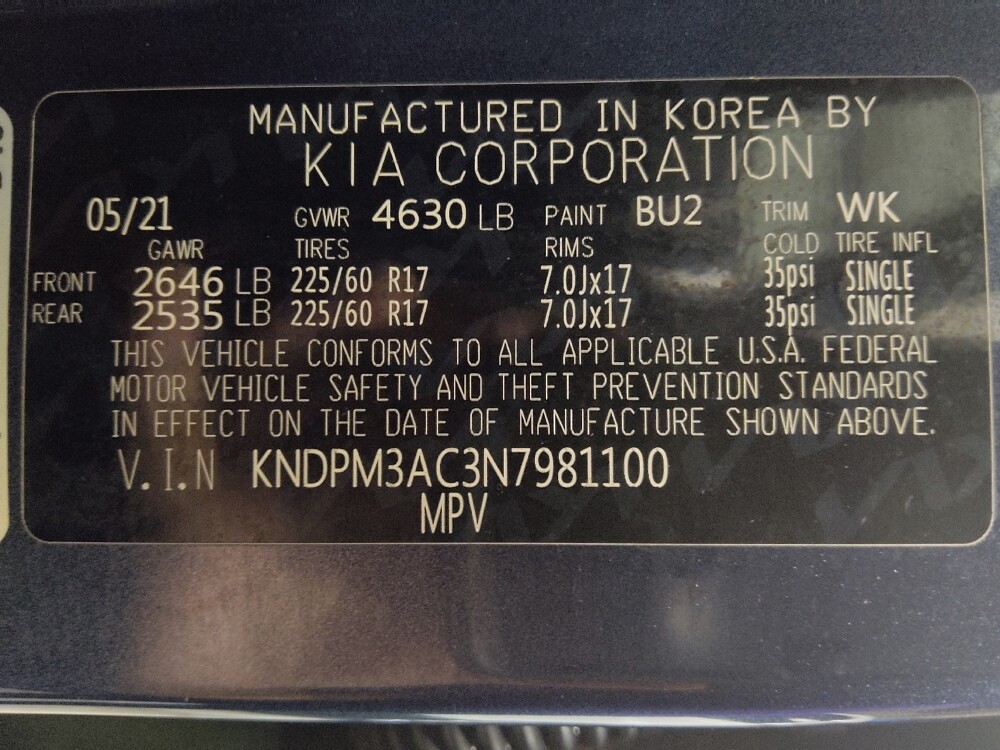 MANUFACTURED IN KOREA BY
KIA CORPORATION
05/21 GVWR 4630 LB PAINT BU2 TRIM WK
GAWR TIRES RIMS COLD TIRE INFL
FRONT 2646 LB 225/60 R17 7.0Jx17 35psi SINGLE
REAR 2535 LB 225/60 R17 7.0Jx17 35psi SINGLE
THIS VEHICLE CONFORMS TO ALL APPLICABLE U.S.A. FEDERAL
MOTOR VEHICLE SAFETY AND THEFT PREVENTION STANDARDS
IN EFFECT ON THE DATE OF MANUFACTURE SHOWN ABOVE.
V.I.N KNDPM3AC3N7981100
MPV